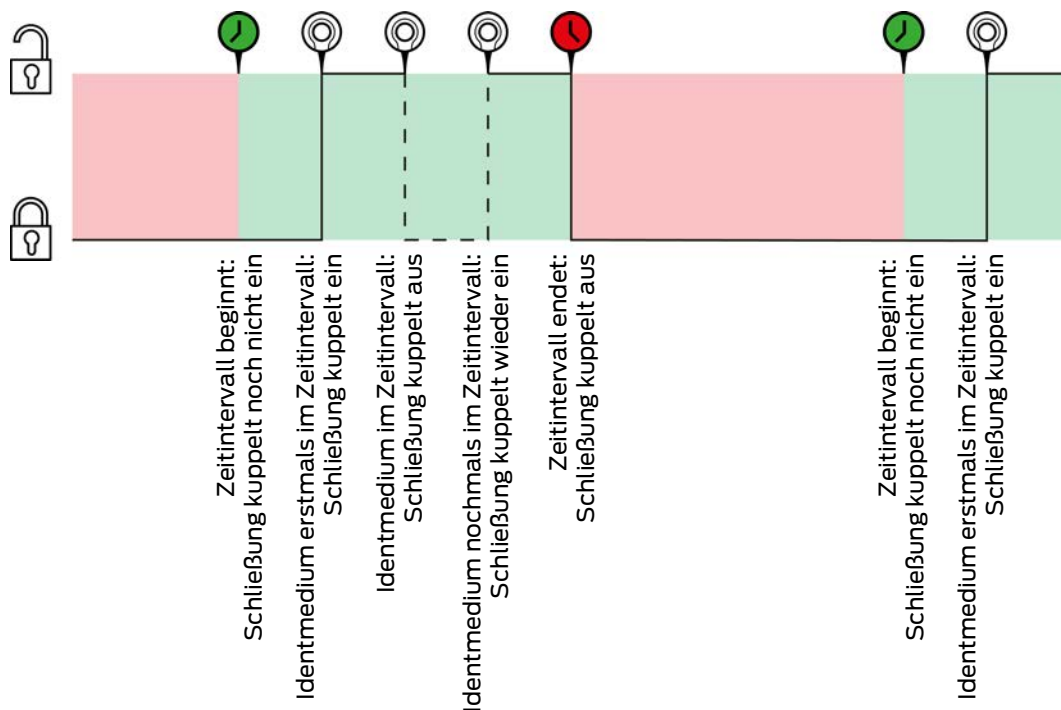 Zeitintervall beginnt:
Schließung kuppelt noch nicht ein
Identmedium erstmals im Zeitintervall:
Schließung kuppelt ein
Identmedium im Zeitintervall:
Schließung kuppelt aus
Identmedium nochmals im Zeitintervall:
Schließung kuppelt wieder ein
Zeitintervall endet:
Schließung kuppelt aus
Zeitintervall beginnt:
Schließung kuppelt noch nicht ein
Identmedium erstmals im Zeitintervall:
Schließung kuppelt ein